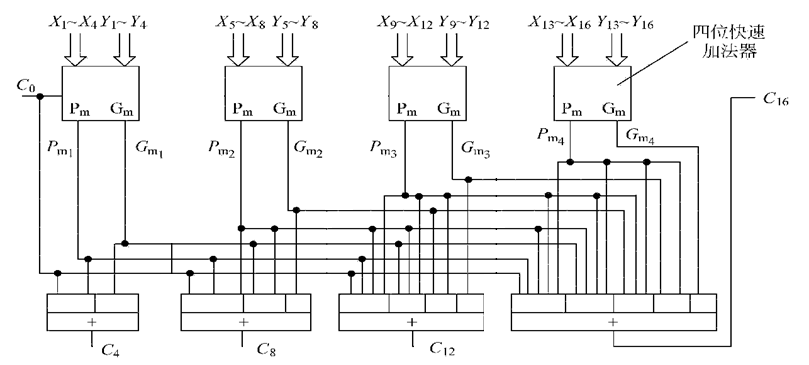 X₁~X₄ Y₁~Y₄ X₅~X₈ Y₅~Y₈ X₉~X₁₂ Y₉~Y₁₂ X₁₃~X₁₆ Y₁₃~Y₁₆
四位快速
加法器
C₀
Pₘ Gₘ Pₘ Gₘ Pₘ Gₘ Pₘ Gₘ
C₁₆
Pₘ₁ Gₘ₁ Pₘ₂ Gₘ₂ Pₘ₃ Gₘ₃ Pₘ₄ Gₘ₄
+ + + +
C₄ C₈ C₁₂